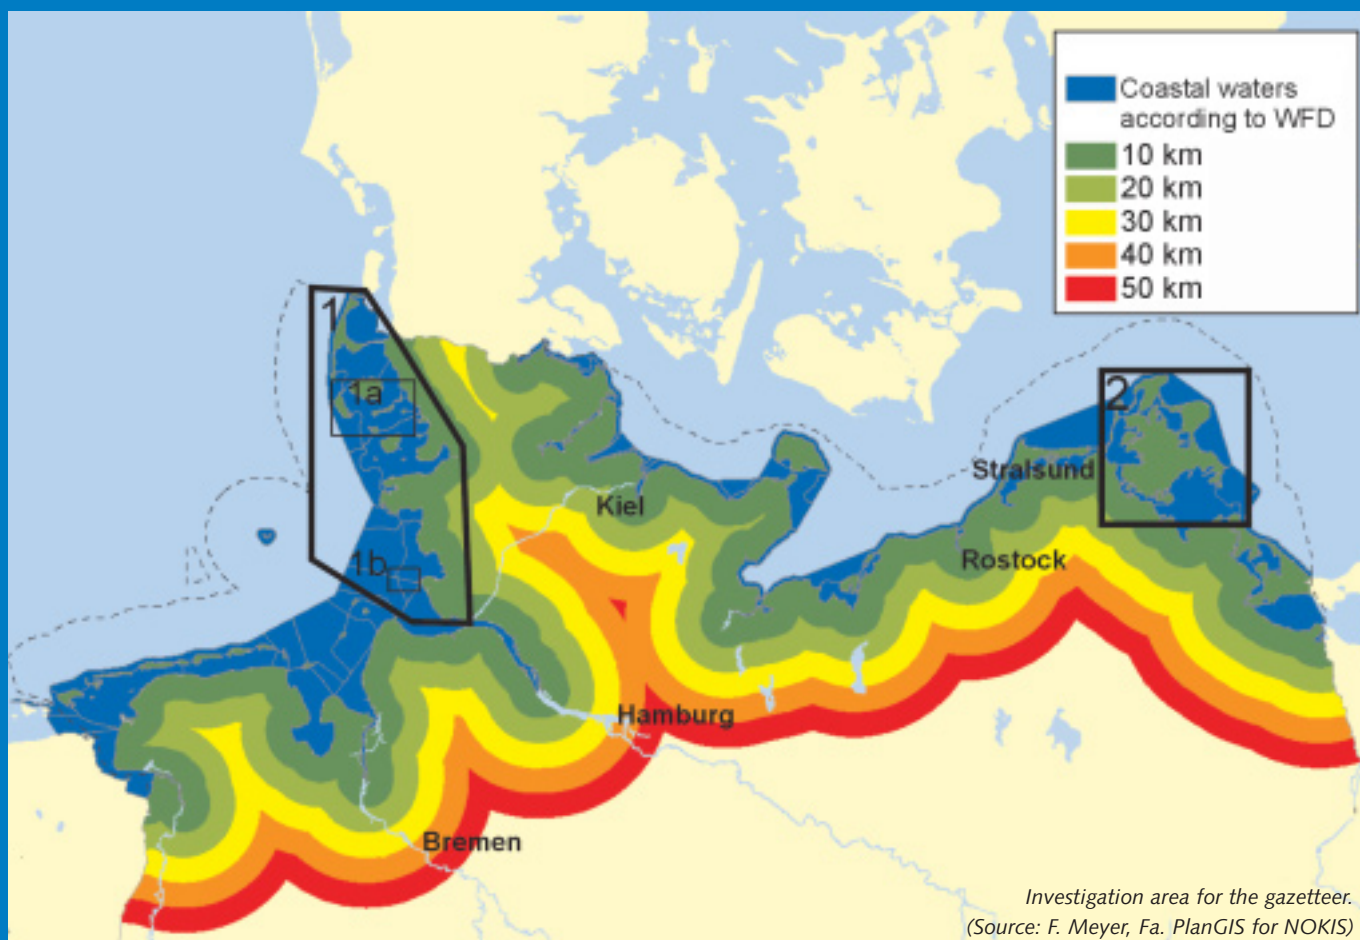 Coastal waters
according to WFD
10 km
20 km
30 km
40 km
50 km
1
1a
2
Stralsund
Kiel
1b
Rostock
Hamburg
Bremen
Investigation area for the gazetteer.
(Source: F. Meyer, Fa. PlanGIS for NOKIS)